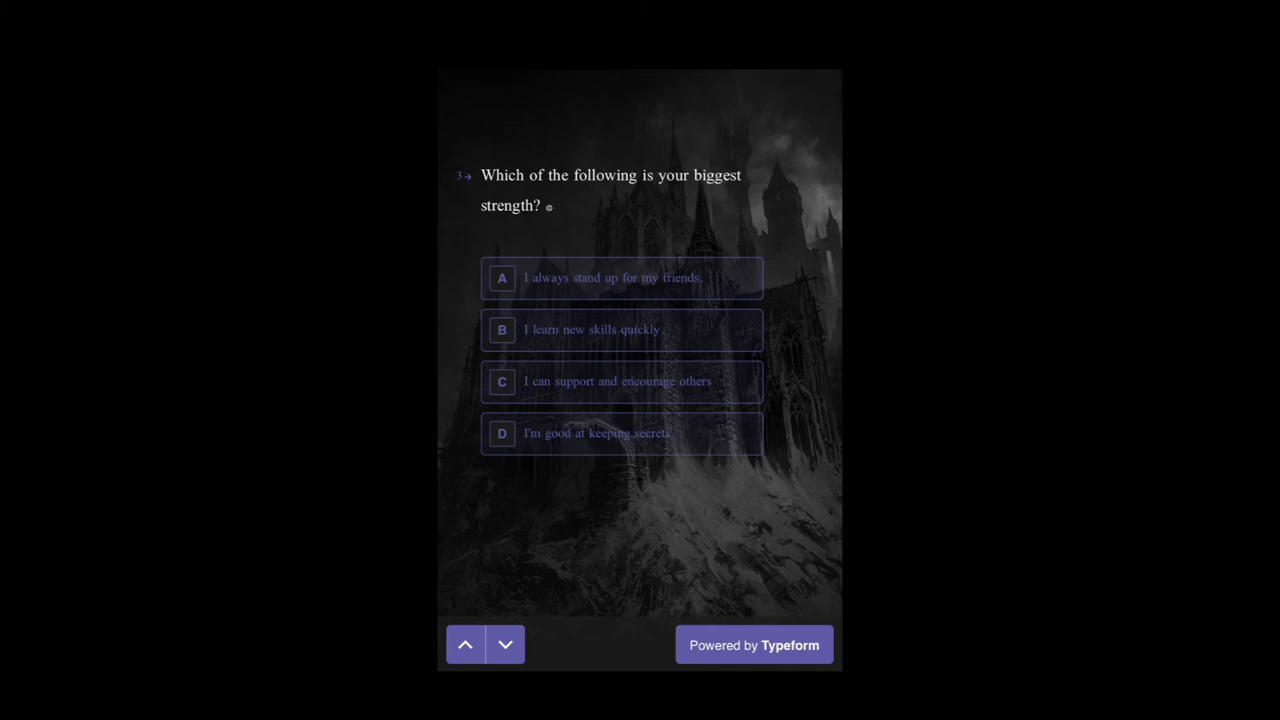 3→ Which of the following is your biggest
strength? *
A I always stand up for my friends.
B I learn new skills quickly.
C I can support and encourage others
D I'm good at keeping secrets.
Powered by Typeform